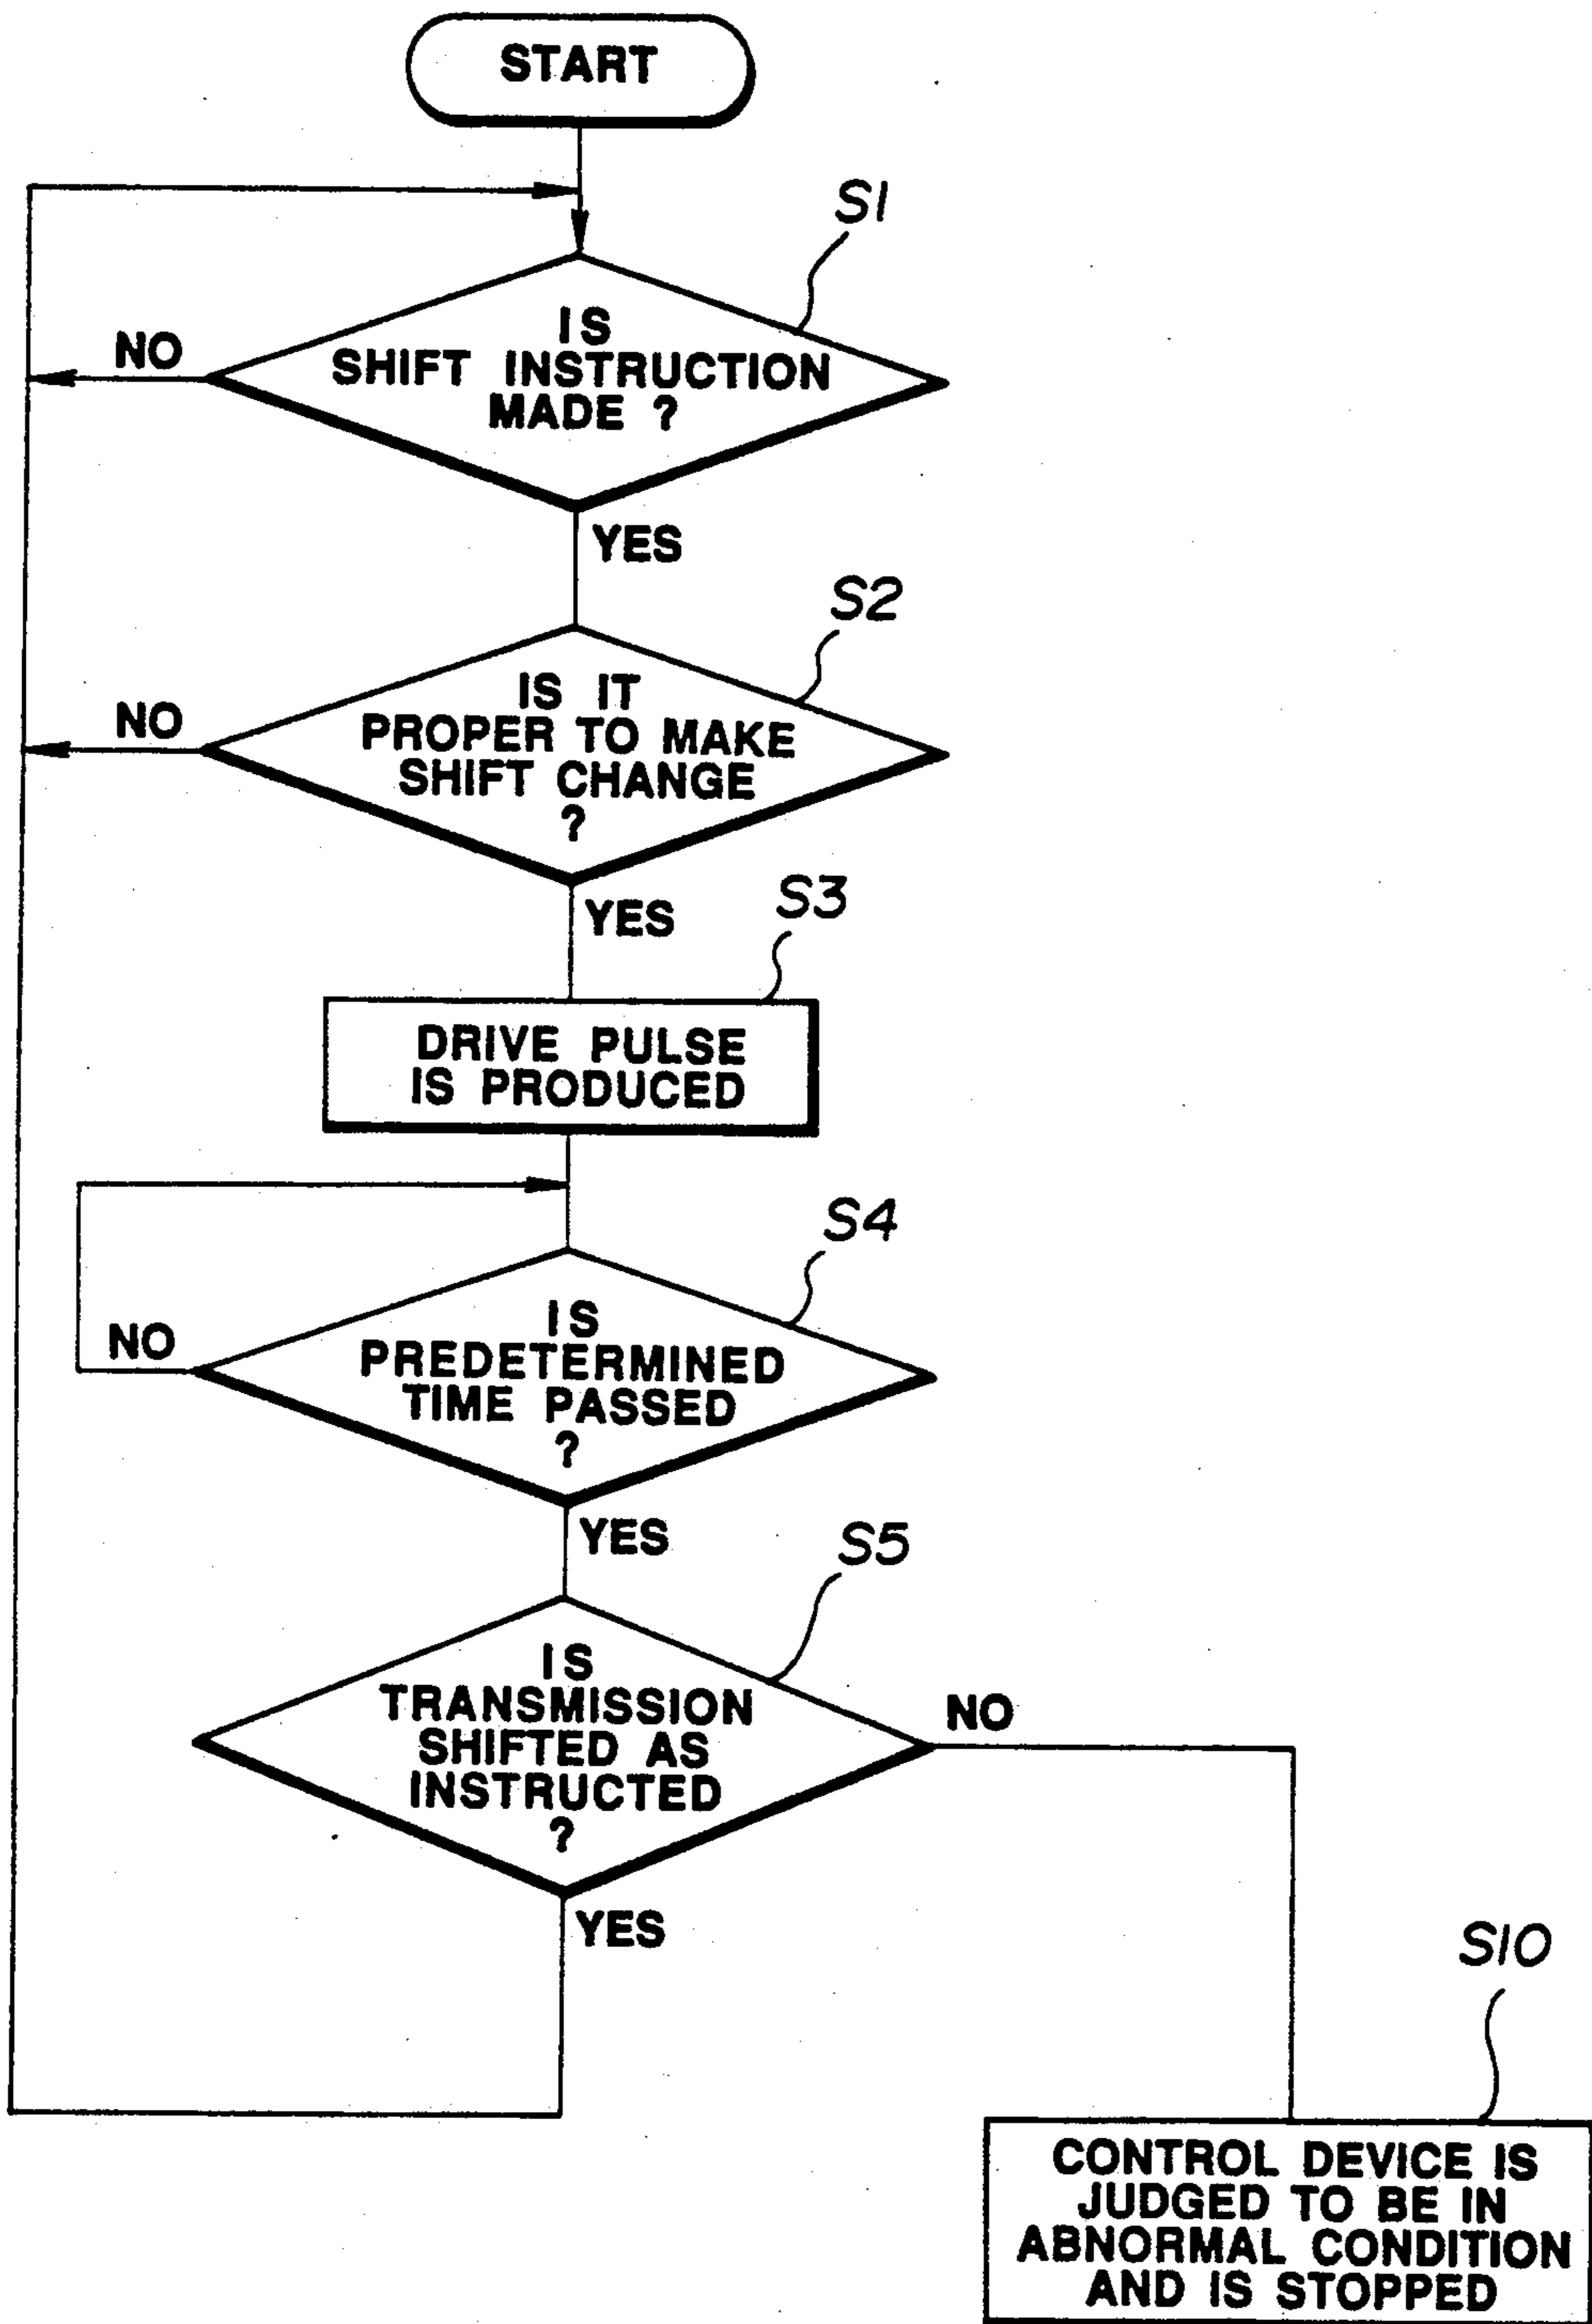 START
S1
IS
SHIFT INSTRUCTION
MADE ?
NO
YES
S2
IS IT
PROPER TO MAKE
SHIFT CHANGE
?
NO
YES
S3
DRIVE PULSE
IS PRODUCED
S4
IS
PREDETERMINED
TIME PASSED
?
NO
YES
S5
IS
TRANSMISSION
SHIFTED AS
INSTRUCTED
?
NO
YES
S10
CONTROL DEVICE IS
JUDGED TO BE IN
ABNORMAL CONDITION
AND IS STOPPED